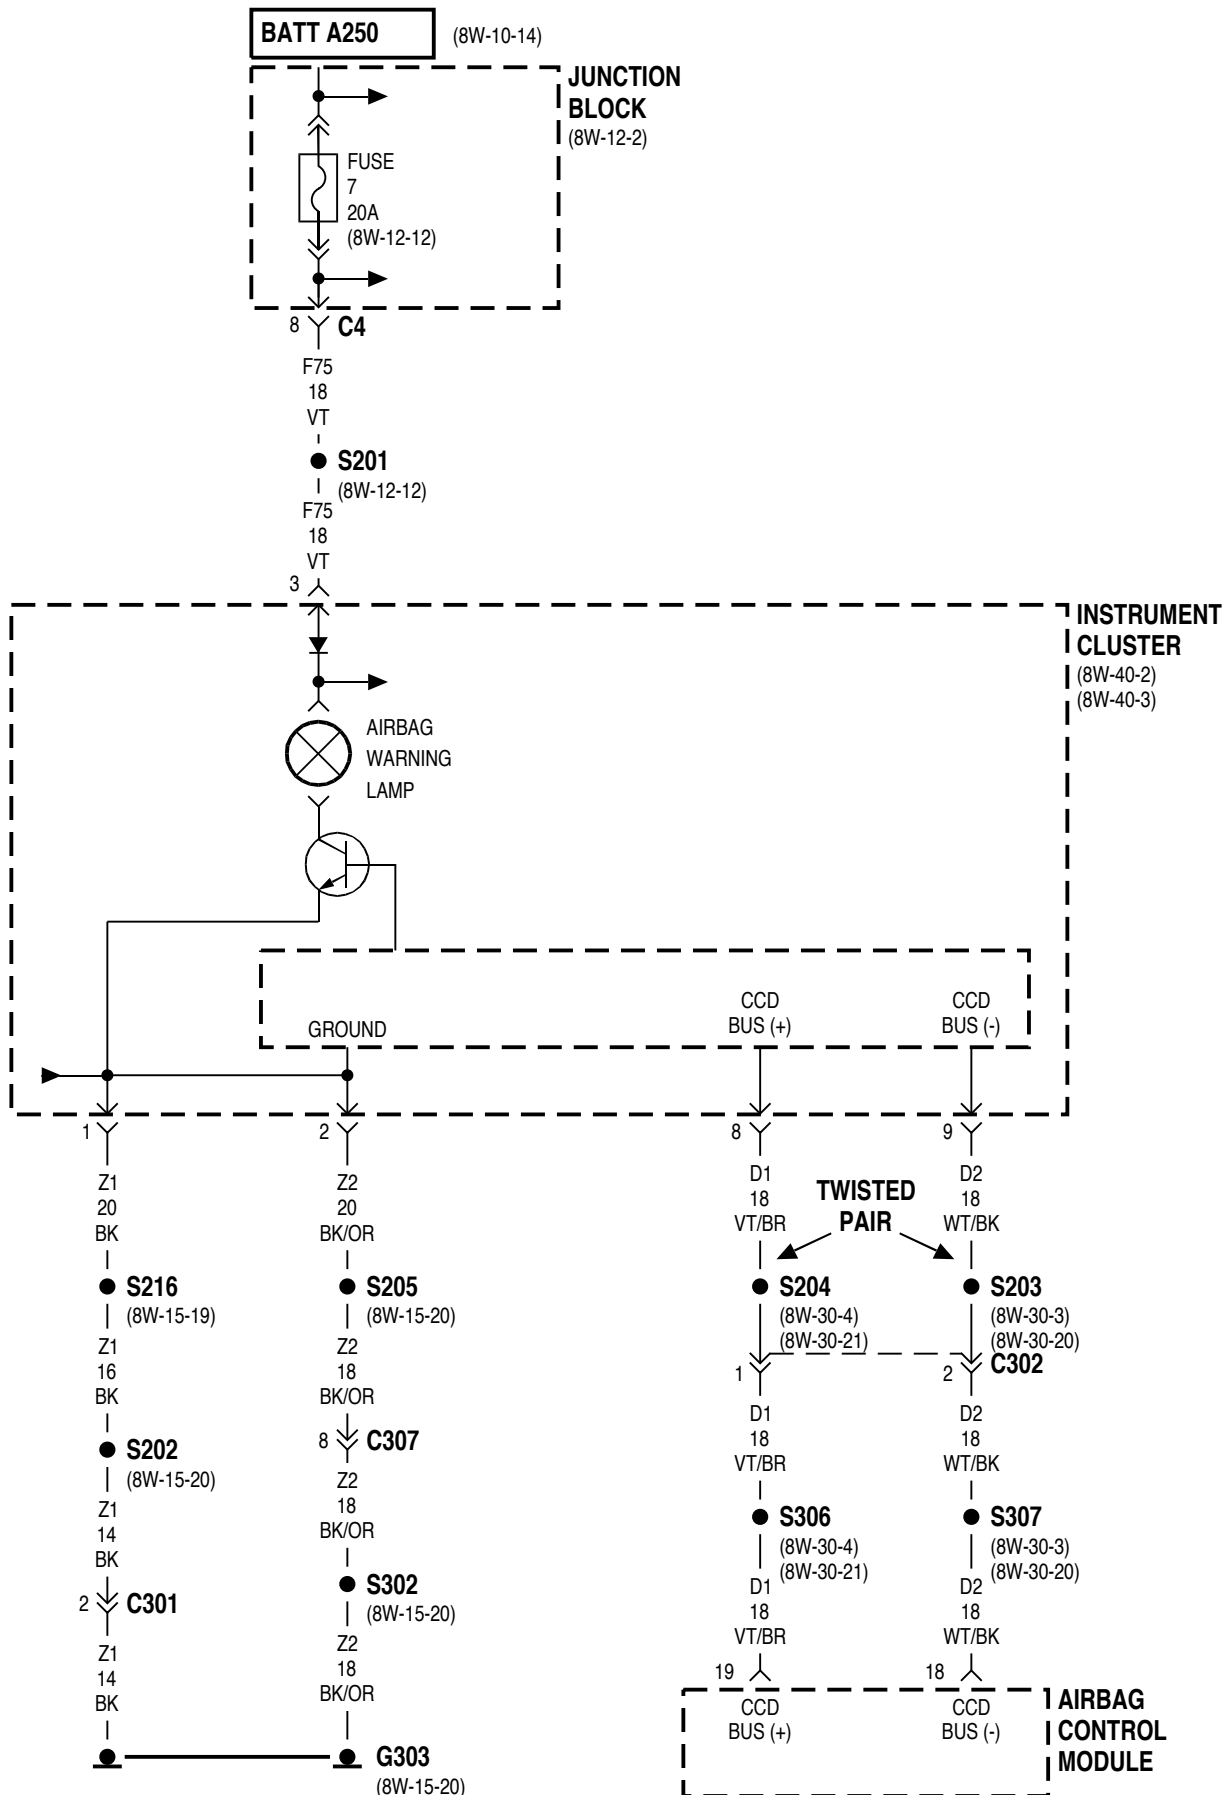 BATT A250
(8W-10-14)
JUNCTION
BLOCK
(8W-12-2)
FUSE
7
20A
(8W-12-12)
8
C4
F75
18
VT
S201
(8W-12-12)
F75
18
VT
3
INSTRUMENT
CLUSTER
(8W-40-2)
(8W-40-3)
AIRBAG
WARNING
LAMP
GROUND
CCD
BUS (+)
CCD
BUS (-)
1
Z1
20
BK
S216
(8W-15-19)
Z1
16
BK
S202
(8W-15-20)
Z1
14
BK
2
C301
Z1
14
BK
2
Z2
20
BK/OR
S205
(8W-15-20)
Z2
18
BK/OR
8
C307
Z2
18
BK/OR
S302
(8W-15-20)
Z2
18
BK/OR
G303
(8W-15-20)
8
D1
18
VT/BR
TWISTED
PAIR
S204
(8W-30-4)
(8W-30-21)
1
D1
18
VT/BR
S306
(8W-30-4)
(8W-30-21)
D1
18
VT/BR
19
CCD
BUS (+)
9
D2
18
WT/BK
S203
(8W-30-3)
(8W-30-20)
2
C302
D2
18
WT/BK
S307
(8W-30-3)
(8W-30-20)
D2
18
WT/BK
18
CCD
BUS (-)
AIRBAG
CONTROL
MODULE